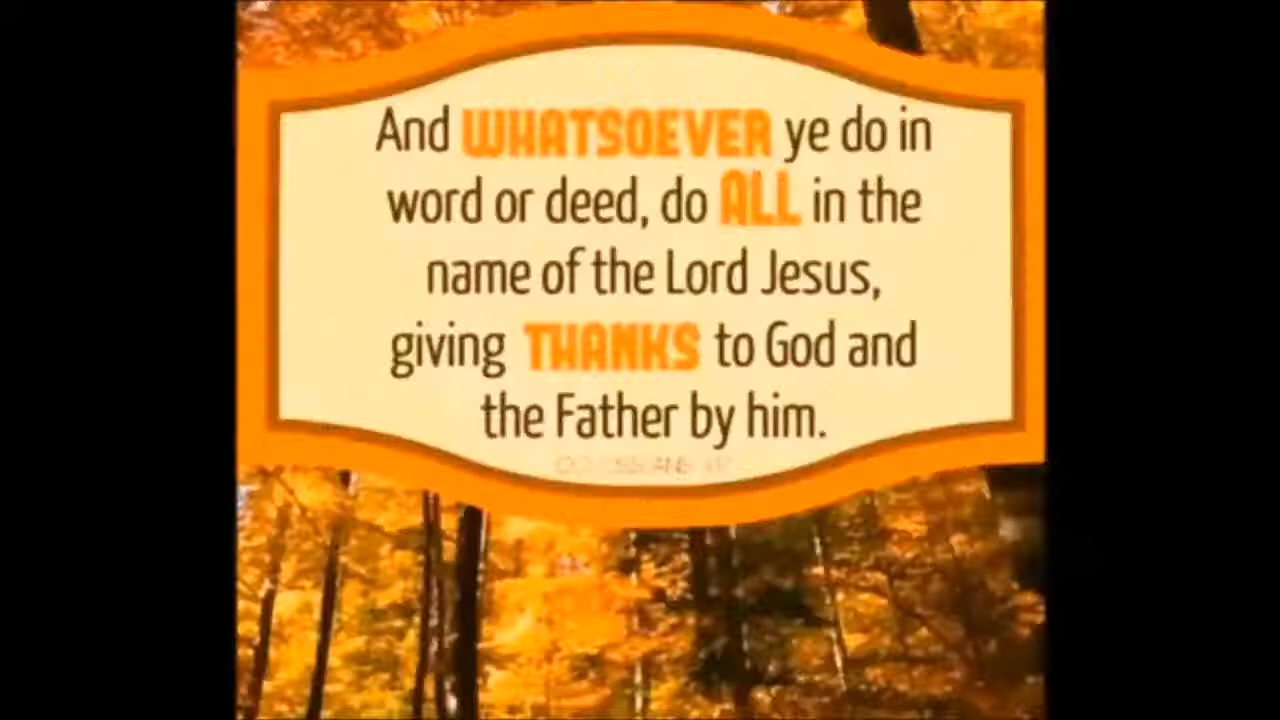 And WHATSOEVER ye do in
word or deed, do ALL in the
name of the Lord Jesus,
giving THANKS to God and
the Father by him.